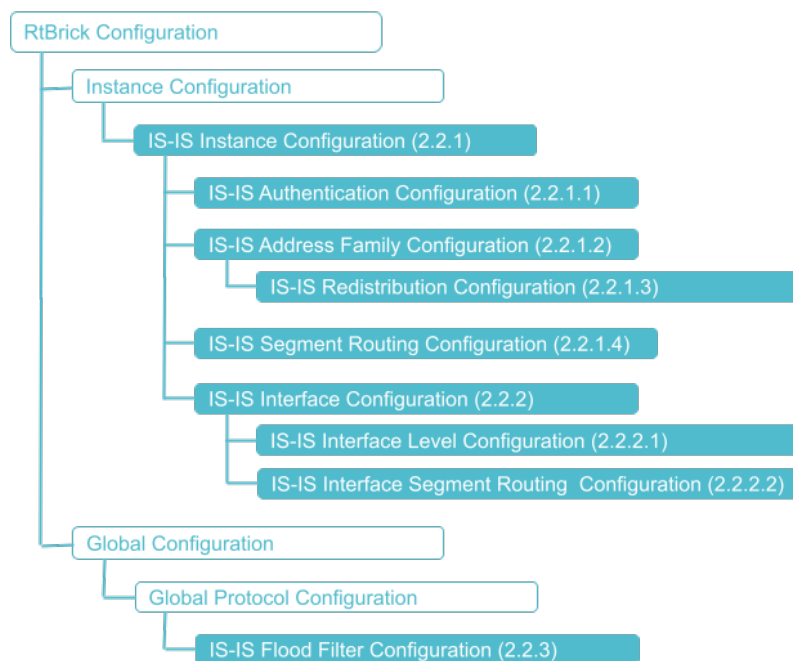 RtBrick Configuration
Instance Configuration
IS-IS Instance Configuration (2.2.1)
IS-IS Authentication Configuration (2.2.1.1)
IS-IS Address Family Configuration (2.2.1.2)
IS-IS Redistribution Configuration (2.2.1.3)
IS-IS Segment Routing Configuration (2.2.1.4)
IS-IS Interface Configuration (2.2.2)
IS-IS Interface Level Configuration (2.2.2.1)
IS-IS Interface Segment Routing Configuration (2.2.2.2)
Global Configuration
Global Protocol Configuration
IS-IS Flood Filter Configuration (2.2.3)